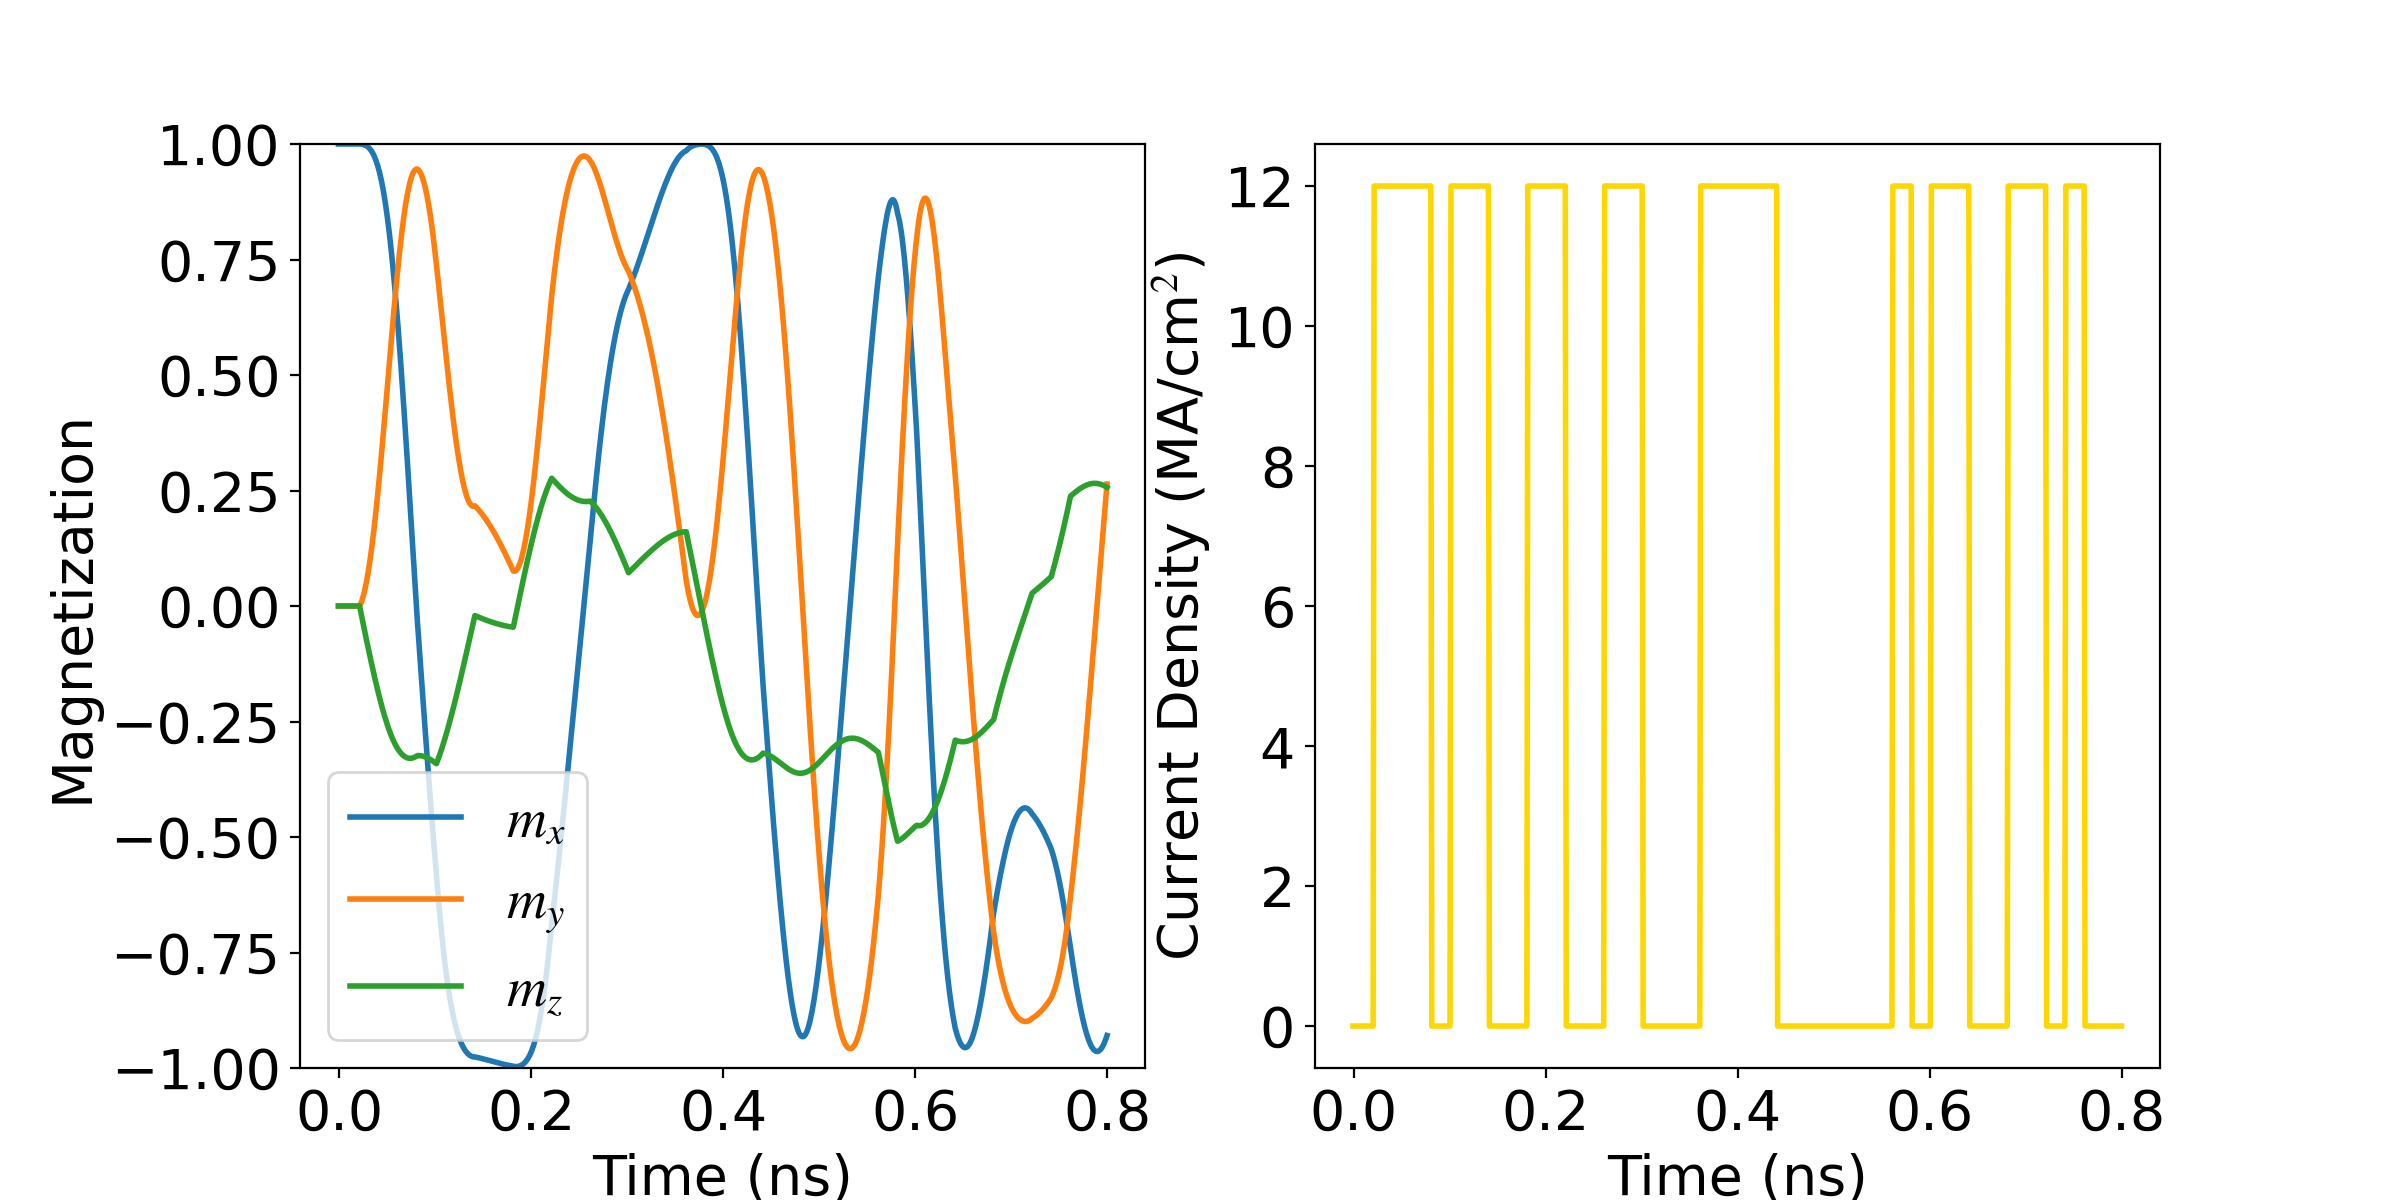 1.00
0.75
0.50
0.25
0.00
−0.25
−0.50
−0.75
−1.00
Magnetization
m_x
m_y
m_z
0.0 0.2 0.4 0.6 0.8
Time (ns)
12
10
8
6
4
2
0
Current Density (MA/cm²)
0.0 0.2 0.4 0.6 0.8
Time (ns)